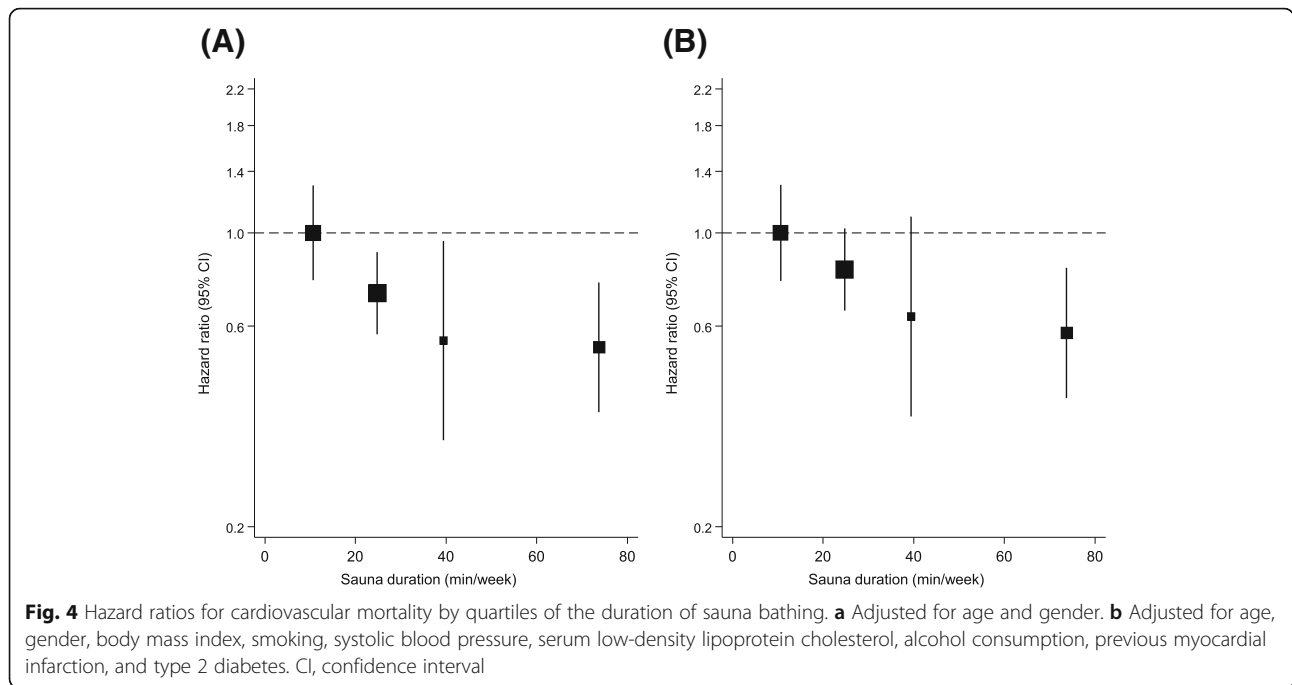 (A)
2.2
1.8
1.4
1.0
0.6
0.2
Hazard ratio (95% CI)
0 20 40 60 80
Sauna duration (min/week)
(B)
2.2
1.8
1.4
1.0
0.6
0.2
Hazard ratio (95% CI)
0 20 40 60 80
Sauna duration (min/week)
Fig. 4 Hazard ratios for cardiovascular mortality by quartiles of the duration of sauna bathing. a Adjusted for age and gender. b Adjusted for age,
gender, body mass index, smoking, systolic blood pressure, serum low-density lipoprotein cholesterol, alcohol consumption, previous myocardial
infarction, and type 2 diabetes. CI, confidence interval